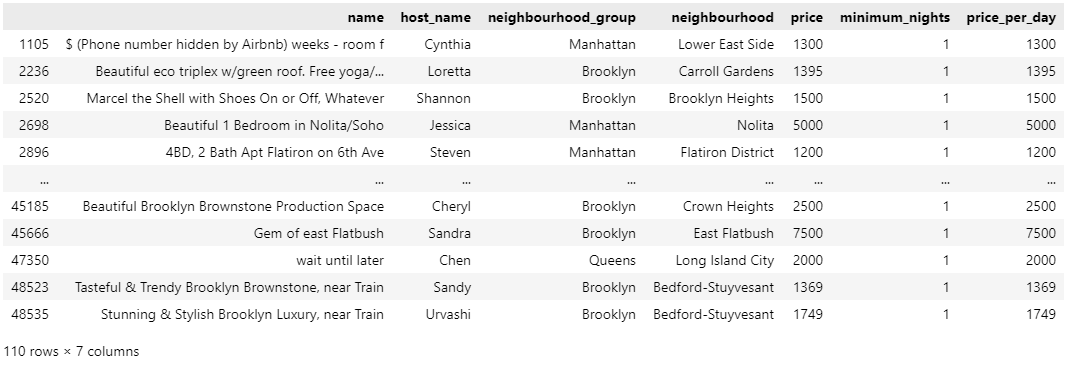 name host_name neighbourhood_group neighbourhood price minimum_nights price_per_day
1105 $ (Phone number hidden by Airbnb) weeks - room f Cynthia Manhattan Lower East Side 1300 1 1300
2236 Beautiful eco triplex w/green roof. Free yoga/... Loretta Brooklyn Carroll Gardens 1395 1 1395
2520 Marcel the Shell with Shoes On or Off, Whatever Shannon Brooklyn Brooklyn Heights 1500 1 1500
2698 Beautiful 1 Bedroom in Nolita/Soho Jessica Manhattan Nolita 5000 1 5000
2896 4BD, 2 Bath Apt Flatiron on 6th Ave Steven Manhattan Flatiron District 1200 1 1200
... ... ... ... ... ... ... ...
45185 Beautiful Brooklyn Brownstone Production Space Cheryl Brooklyn Crown Heights 2500 1 2500
45666 Gem of east Flatbush Sandra Brooklyn East Flatbush 7500 1 7500
47350 wait until later Chen Queens Long Island City 2000 1 2000
48523 Tasteful & Trendy Brooklyn Brownstone, near Train Sandy Brooklyn Bedford-Stuyvesant 1369 1 1369
48535 Stunning & Stylish Brooklyn Luxury, near Train Urvashi Brooklyn Bedford-Stuyvesant 1749 1 1749
110 rows × 7 columns